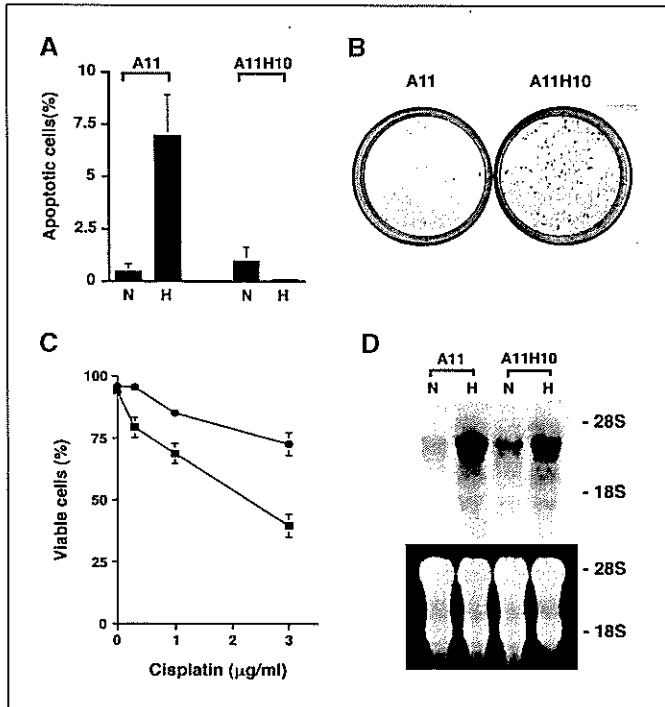 A
A11
A11H10
10
7.5
5
2.5
0
Apoptotic cells(%)
N
H
N
H
B
A11
A11H10
C
100
75
50
25
0
Viable cells (%)
0
1
2
3
Cisplatin (μg/ml)
D
A11
A11H10
N
H
N
H
- 28S
- 18S
- 28S
- 18S